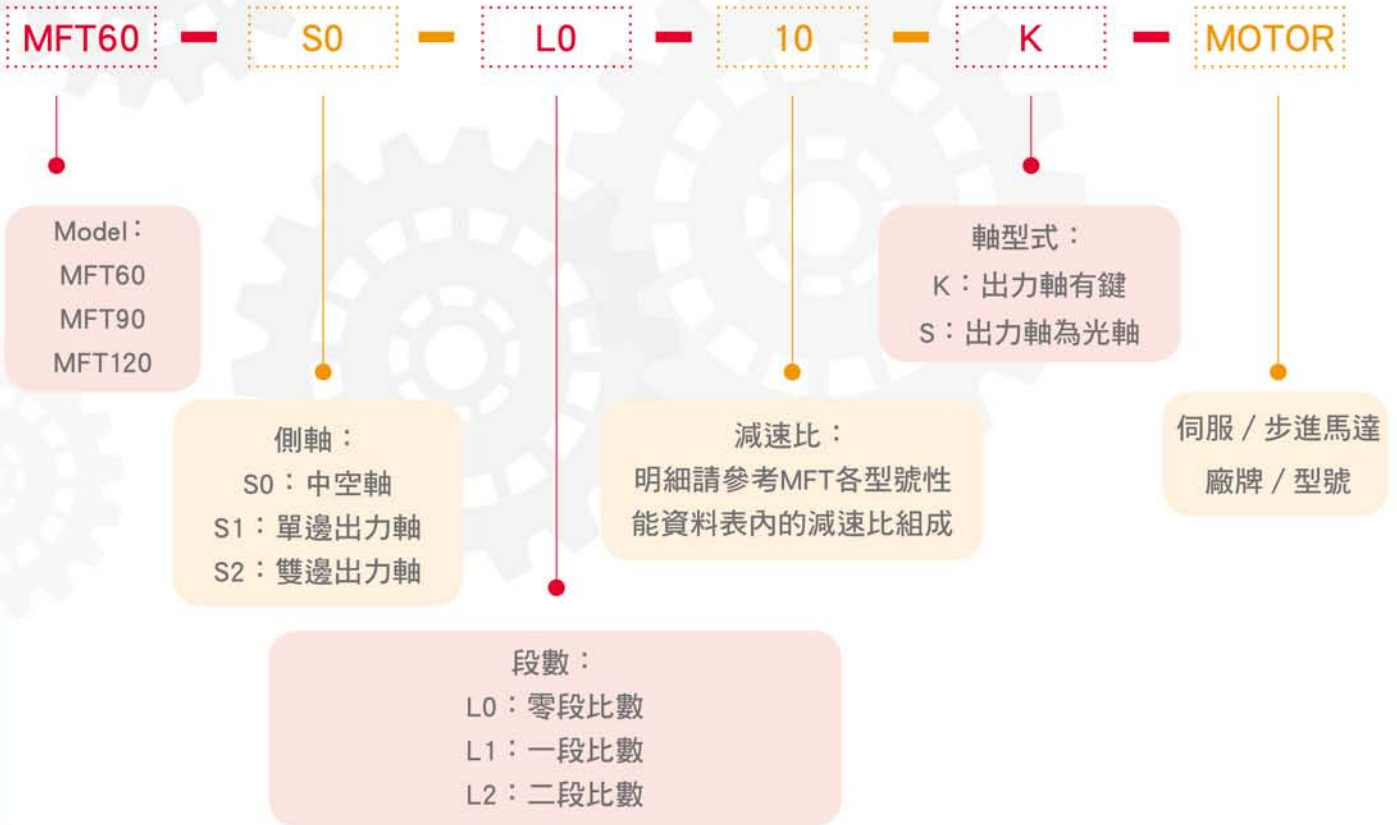 MFT60 - S0 - L0 - 10 - K - MOTOR
Model：
MFT60
MFT90
MFT120
側軸：
S0：中空軸
S1：單邊出力軸
S2：雙邊出力軸
段數：
L0：零段比數
L1：一段比數
L2：二段比數
減速比：
明細請參考MFT各型號性
能資料表內的減速比組成
軸型式：
K：出力軸有鍵
S：出力軸為光軸
伺服 / 步進馬達
廠牌 / 型號